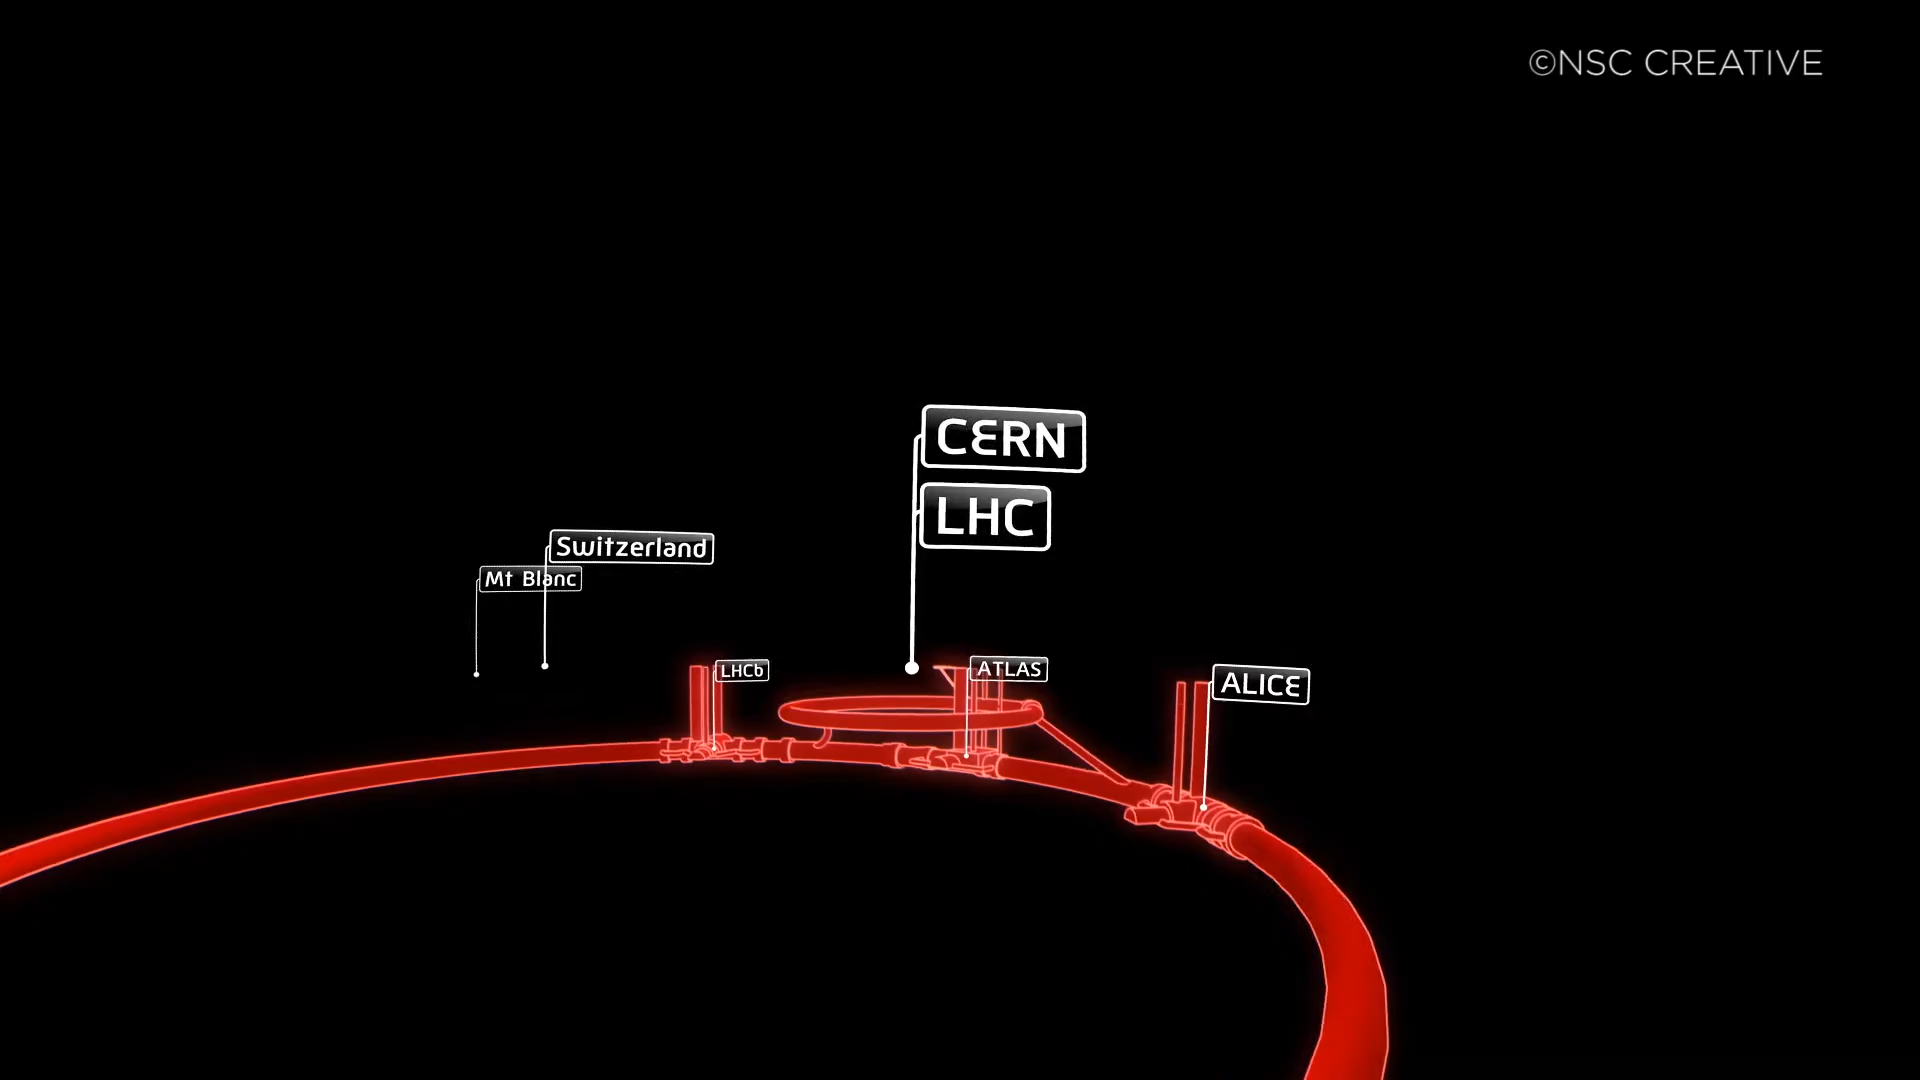 ©NSC CREATIVE
CERN
LHC
Switzerland
Mt Blanc
LHCb
ATLAS
ALICE